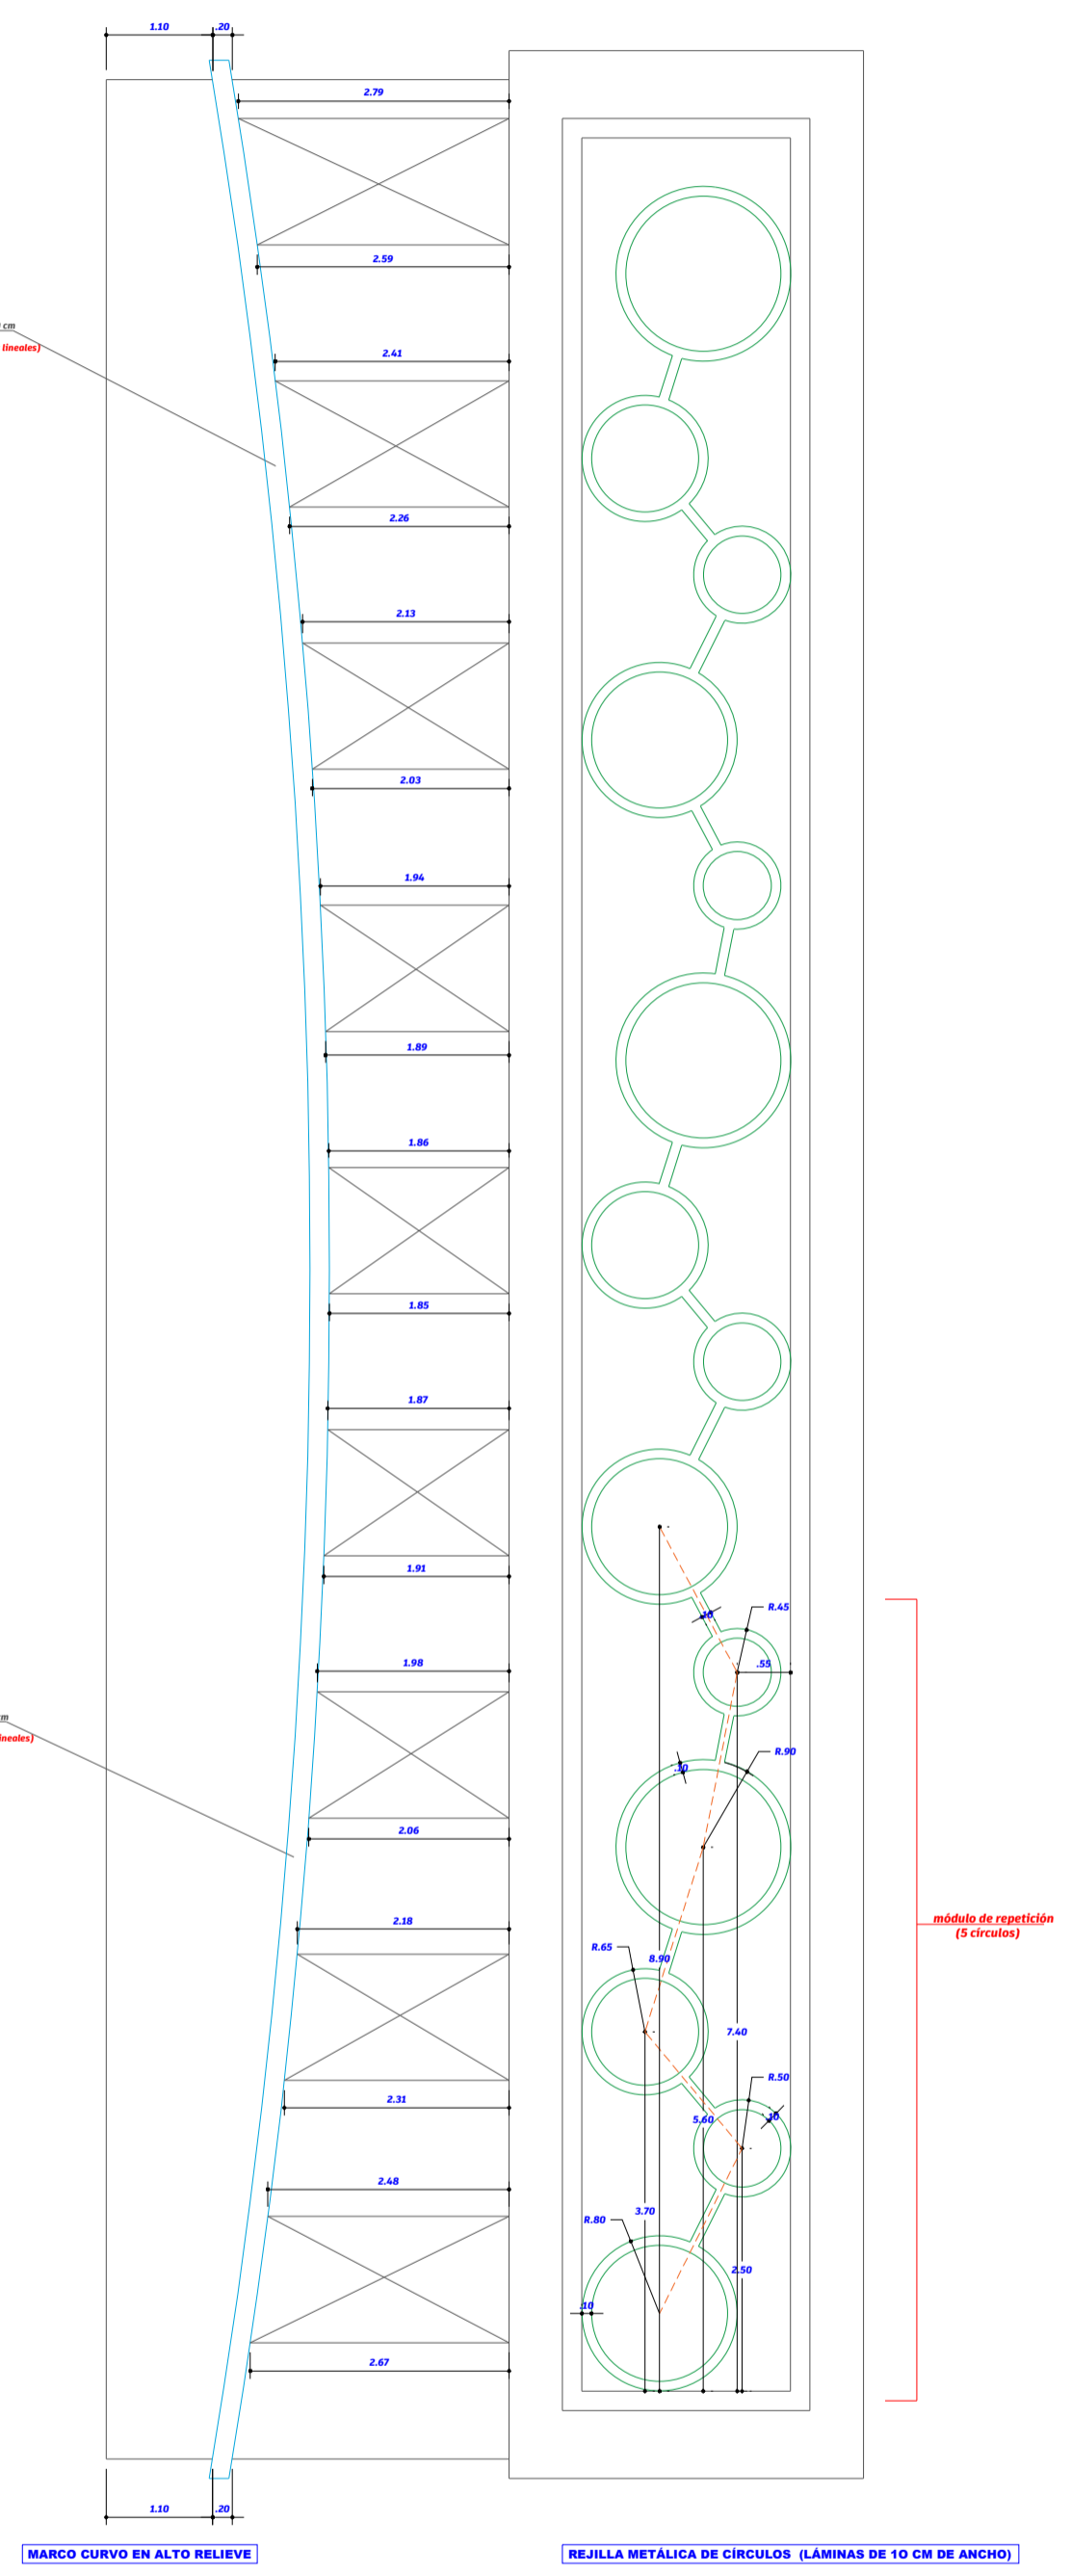 1.10
.20
2.79
2.59
cm
lineales)
2.41
2.26
2.13
2.03
1.94
1.89
1.86
1.85
1.87
1.91
.10
R.45
1.98
.55
R.90
.10
2.06
módulo de repetición
(5 círculos)
2.18
R.65
8.90
7.40
2.31
R.50
5.60
.10
2.48
3.70
R.80
2.50
.10
2.67
1.10
.20
MARCO CURVO EN ALTO RELIEVE
REJILLA METÁLICA DE CÍRCULOS (LÁMINAS DE 10 CM DE ANCHO)